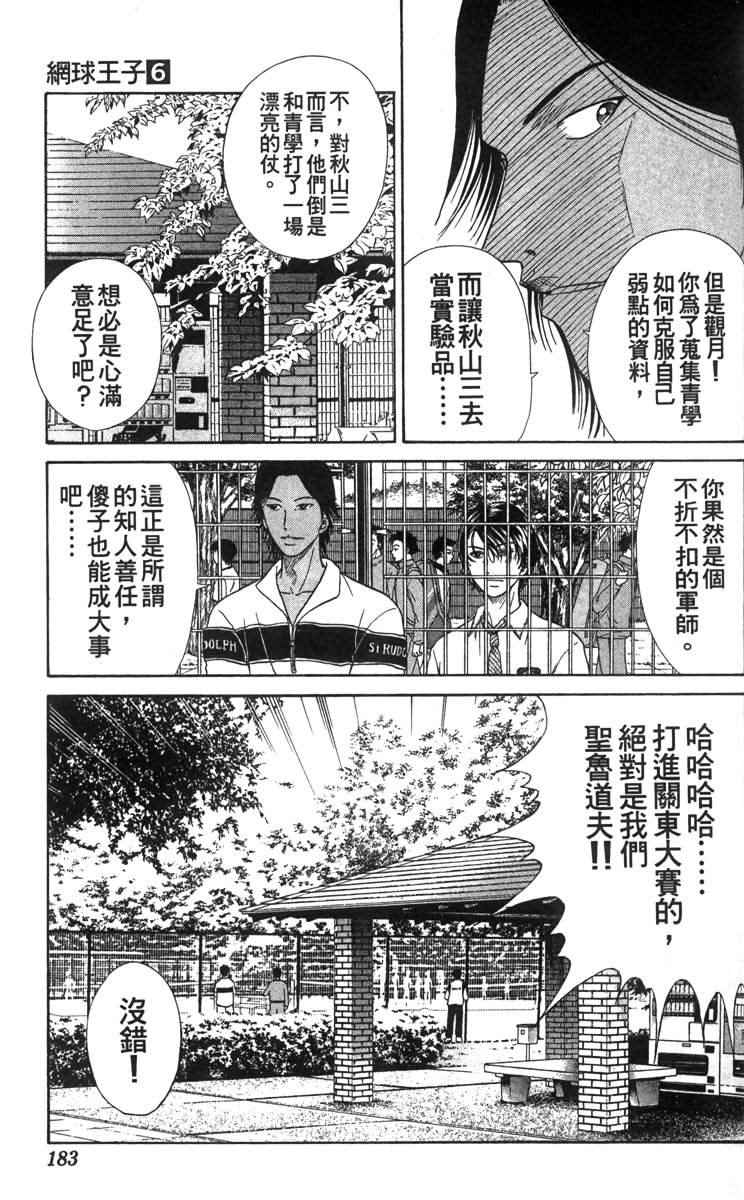 網球王子6
但是觀月！
你為了蒐集青學
如何克服自己
弱點的資料，
而讓秋山三去
當實驗品……
不，對秋山三
而言，他們倒是
和青學打了一場
漂亮的仗。
想必是心滿
意足了吧？
你果然是個
不折不扣的軍師。
DOLPH
St RUDO
這正是所謂
的知人善任，
傻子也能成大事
吧……
哈哈哈哈……
打進關東大賽的，
絕對是我們
聖魯道夫!!
沒錯！
183